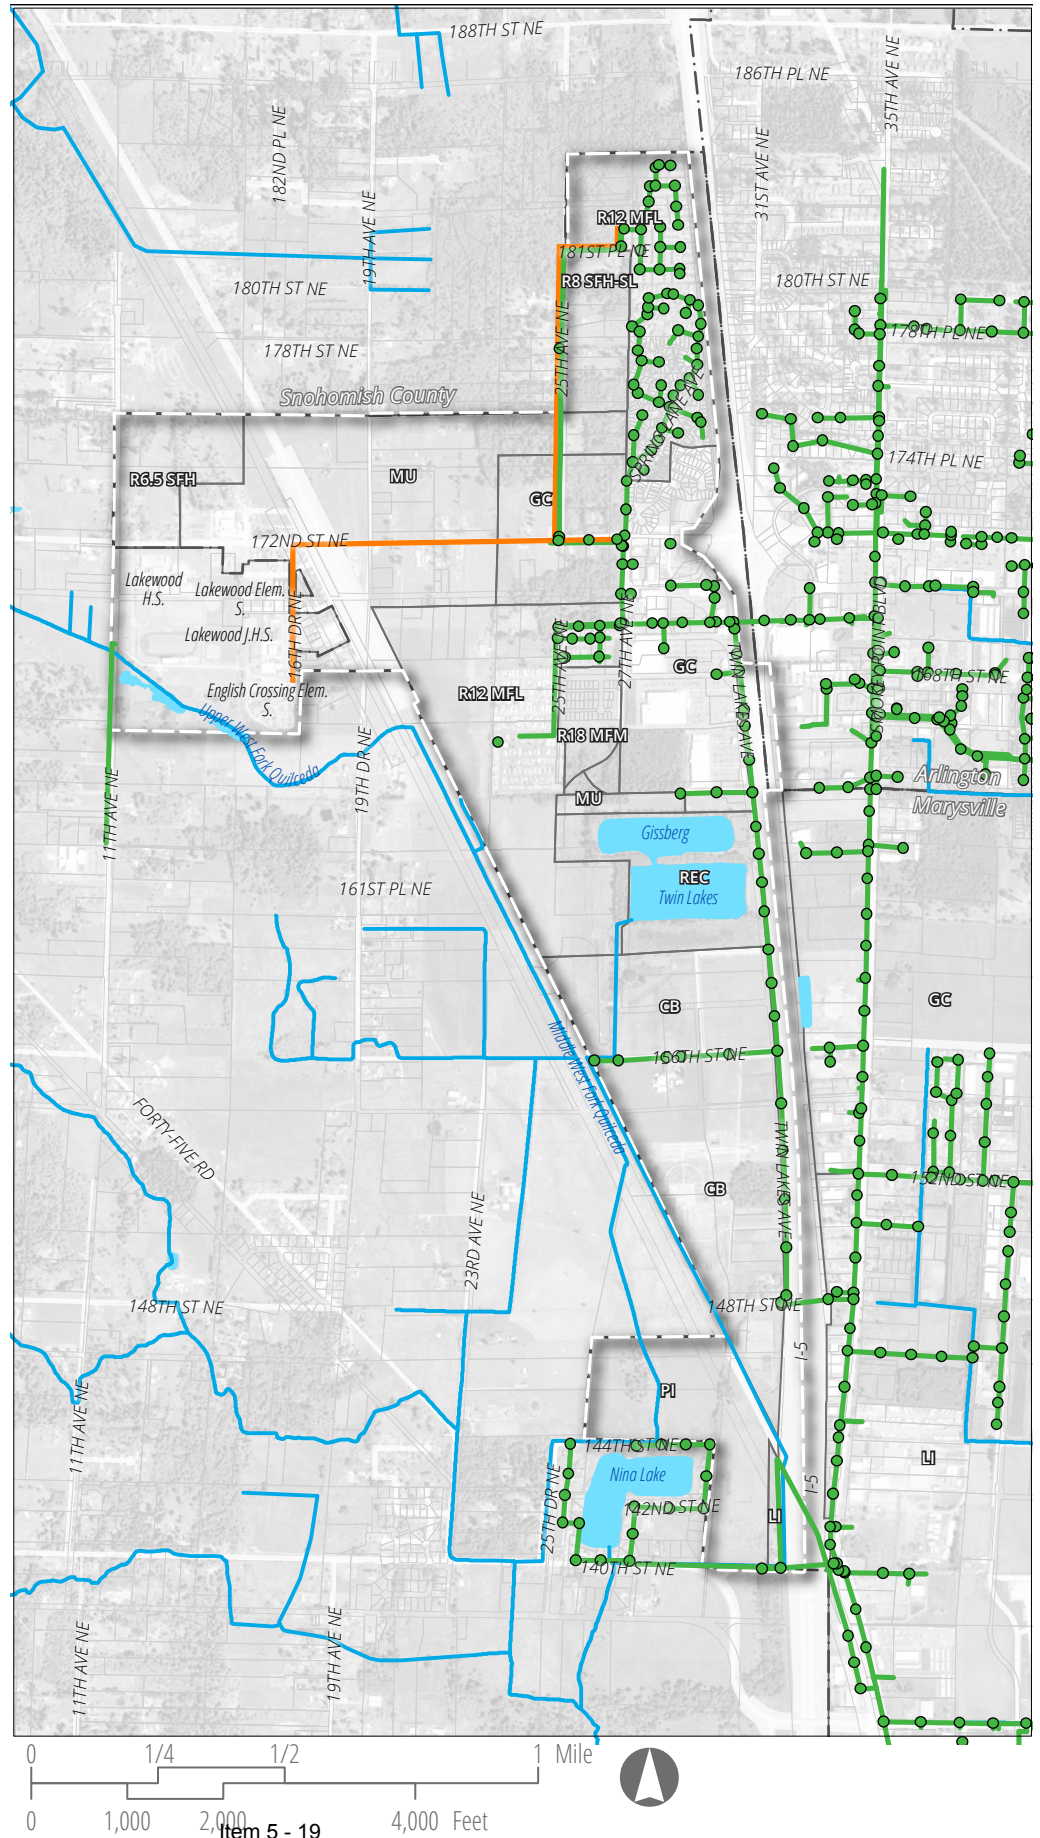 188TH ST NE
186TH PL NE
35TH AVE NE
182ND PL NE
31ST AVE NE
19TH AVE NE
R12 MFL
181ST PL NE
R8 SFH-SL
180TH ST NE
180TH ST NE
178TH PL NE
178TH ST NE
25TH AVE NE
Snohomish County
SPRING LANE AVE
174TH PL NE
R6.5 SFH
MU
GC
172ND ST NE
Lakewood
H.S.
Lakewood Elem.
S.
Lakewood J.H.S.
16TH DR NE
English Crossing Elem.
S.
Upper West Fork Quilceda
25TH AVE NE
27TH AVE NE
GC
TWIN LAKES AVE
SMOKEY POINT BLVD
168TH ST NE
R12 MFL
R18 MFM
19TH DR NE
11TH AVE NE
MU
Arlington
Marysville
Gissberg
REC
Twin Lakes
161ST PL NE
CB
GC
Middle West Fork Quilceda
156TH ST NE
FORTY-FIVE RD
TWIN LAKES AVE
152ND ST NE
CB
23RD AVE NE
148TH ST NE
148TH ST NE
I-5
PI
11TH AVE NE
144TH ST NE
LI
Nina Lake
I-5
25TH DR NE
142ND ST NE
LI
140TH ST NE
11TH AVE NE
19TH AVE NE
0 1/4 1/2 1 Mile
0 1,000 2,000 4,000 Feet
Item 5 - 19